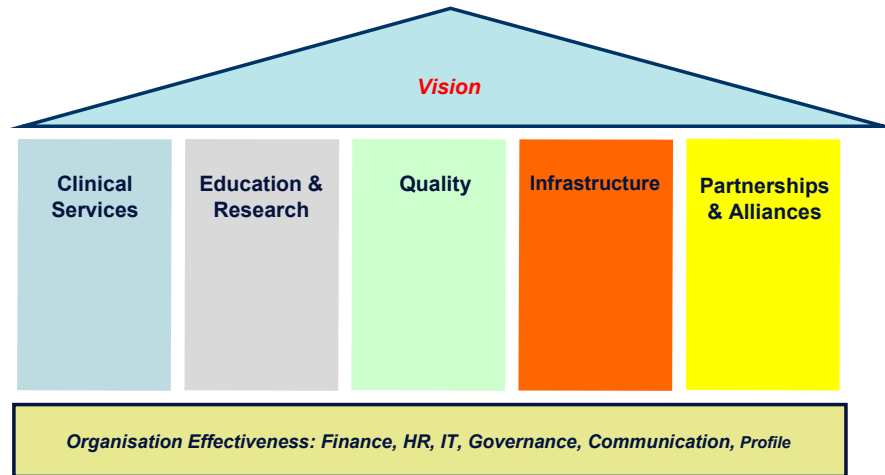 Vision
Clinical
Services
Education &
Research
Quality
Infrastructure
Partnerships
& Alliances
Organisation Effectiveness: Finance, HR, IT, Governance, Communication, Profile